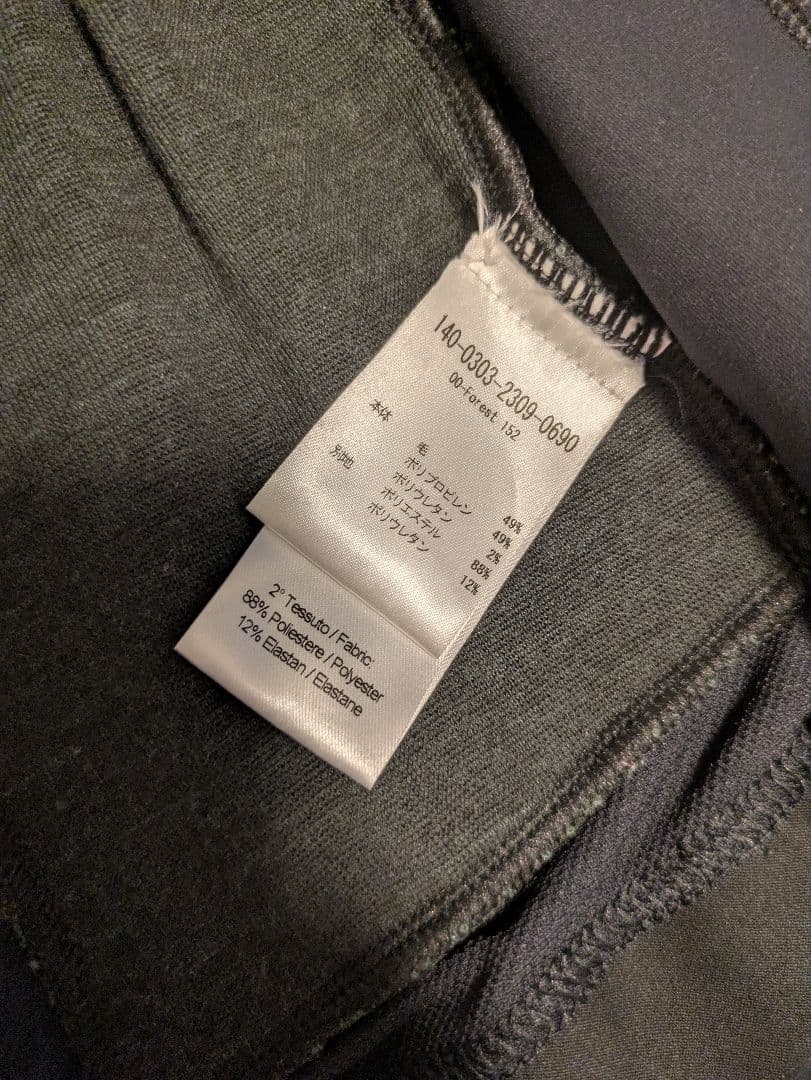 140-0303-2309-0690
00-Forest 152
本体 毛 49%
ポリプロピレン 49%
ポリウレタン 2%
別地 ポリエステル 88%
ポリウレタン 12%
2° Tessuto / Fabric:
88% Poliestere / Polyester
12% Elastan / Elastane